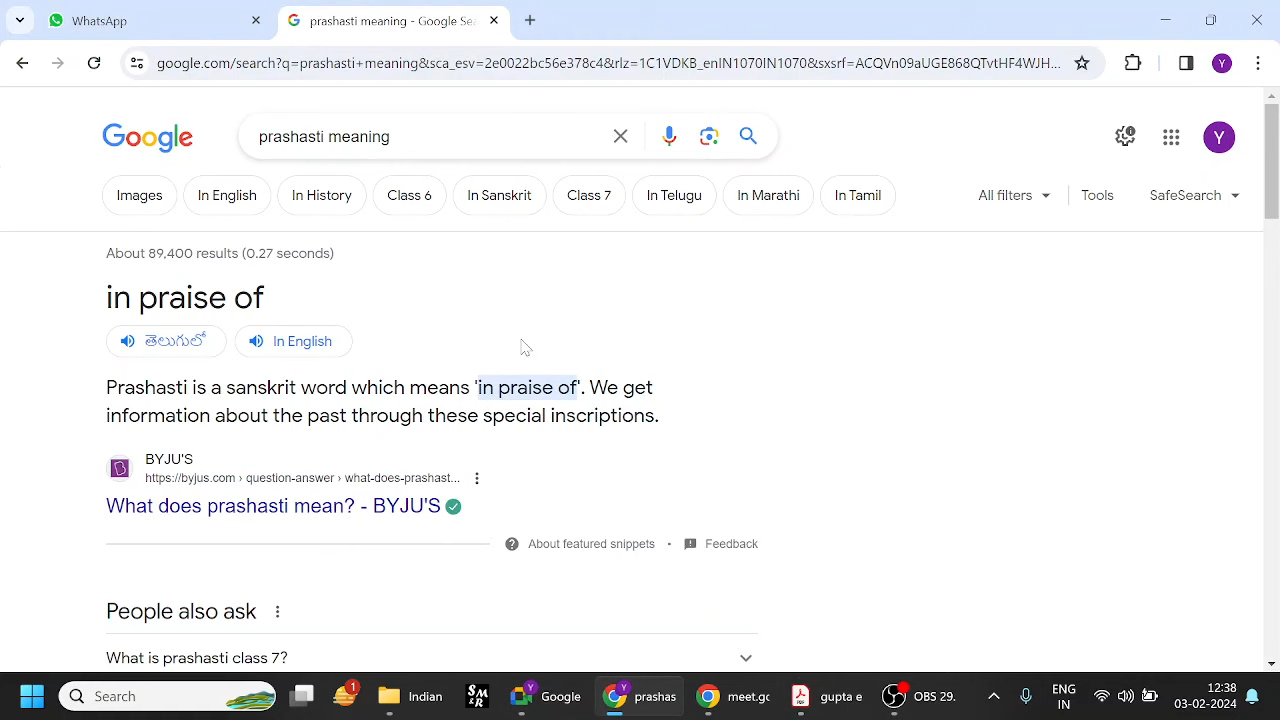 WhatsApp
prashasti meaning - Google Sea
google.com/search?q=prashasti+meaning&sca_esv=2e0022bc56e378c4&rlz=1C1VDKB_enIN1070IN1070&sxsrf=ACQVn09aUGE868QTvtHF4WJH...
Y
Google
prashasti meaning
Y
Images
In English
In History
Class 6
In Sanskrit
Class 7
In Telugu
In Marathi
In Tamil
All filters
Tools
SafeSearch
About 89,400 results (0.27 seconds)
in praise of
తెలుగులో
In English
Prashasti is a sanskrit word which means 'in praise of'. We get
information about the past through these special inscriptions.
BYJU'S
https://byjus.com › question-answer › what-does-prashast...
What does prashasti mean? - BYJU'S
About featured snippets
•
Feedback
People also ask
What is prashasti class 7?
Search
1
Indian
SM
R
Y
Google
Y
prashas
meet.gc
gupta e
OBS 29
ENG
IN
12:38
03-02-2024